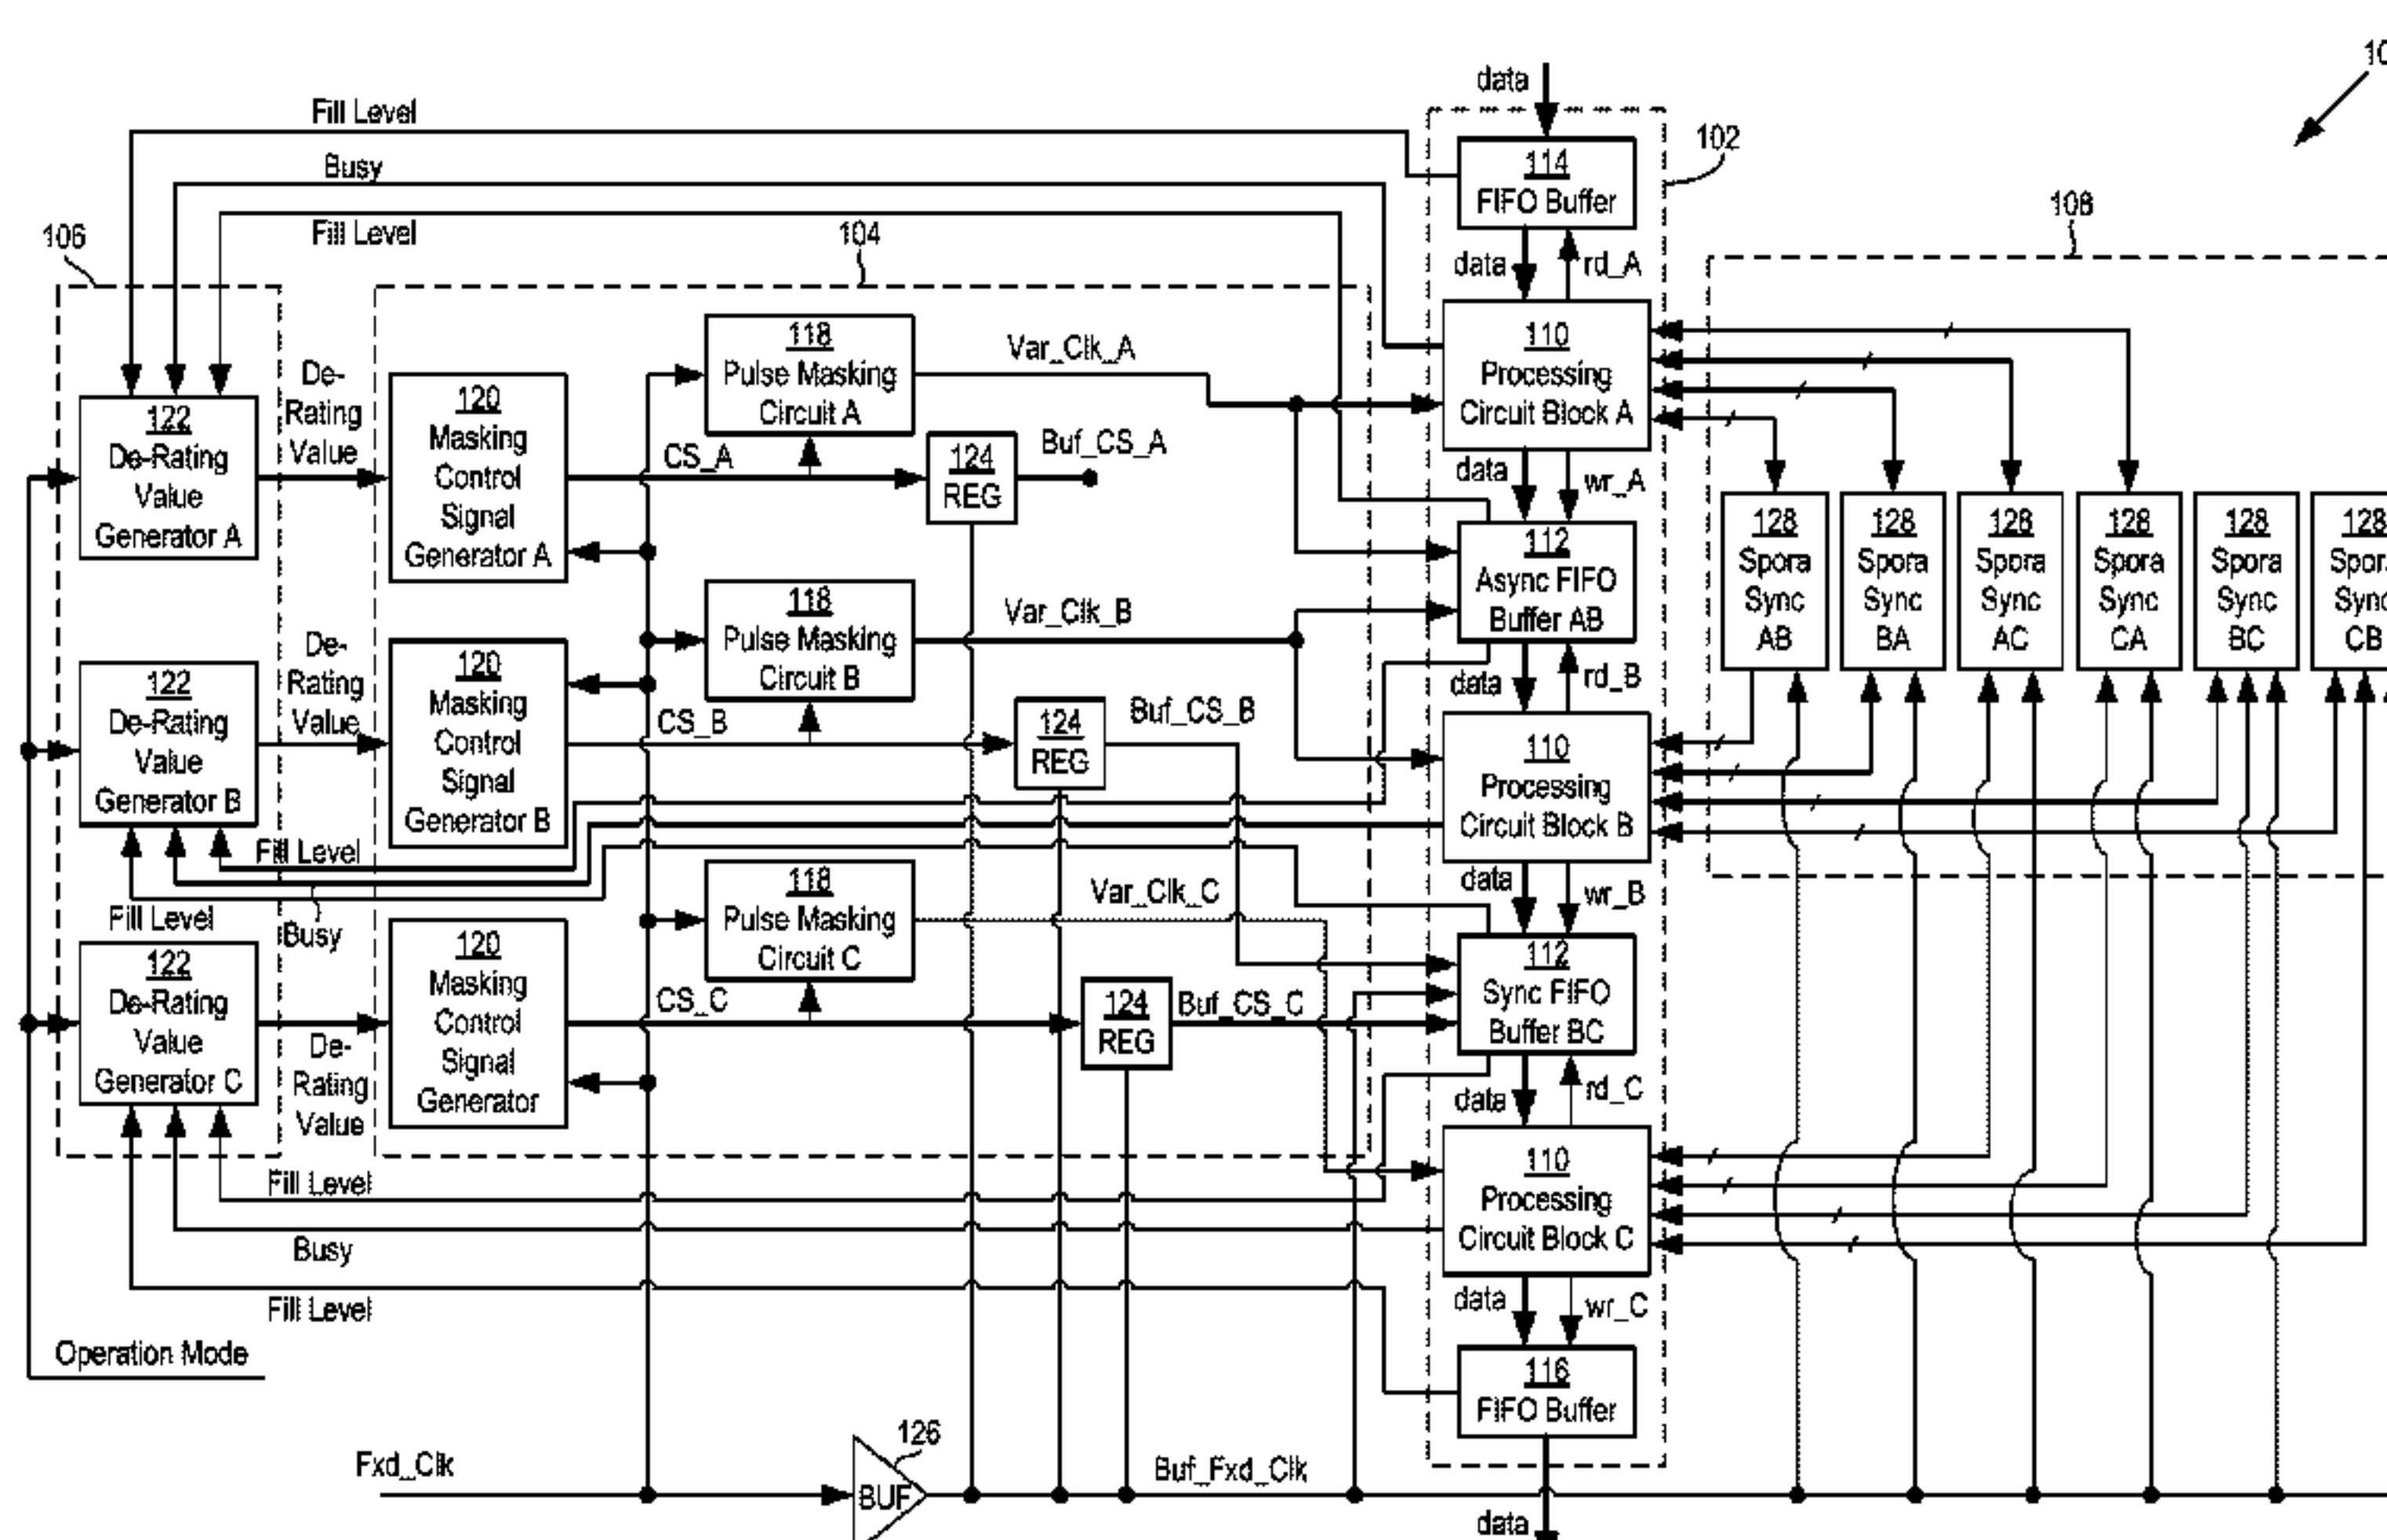 10
data
Fill Level
Busy
Fill Level
114
FIFO Buffer
102
108
106
104
data
rd_A
118
Pulse Masking
Circuit A
Var_Clk_A
110
Processing
Circuit Block A
De-
Rating
Value
122
De-Rating
Value
Generator A
120
Masking
Control
Signal
Generator A
CS_A
124
REG
Buf_CS_A
data
wr_A
112
Async FIFO
Buffer AB
128
Spora
Sync
AB
128
Spora
Sync
BA
128
Spora
Sync
AC
128
Spora
Sync
CA
128
Spora
Sync
BC
128
Spor
Sync
CB
118
Pulse Masking
Circuit B
Var_Clk_B
De-
Rating
Value
122
De-Rating
Value
Generator B
120
Masking
Control
Signal
Generator B
CS_B
124
REG
Buf_CS_B
data
rd_B
110
Processing
Circuit Block B
Fill Level
Fill Level
Busy
118
Pulse Masking
Circuit C
Var_Clk_C
data
wr_B
112
Sync FIFO
Buffer BC
122
De-Rating
Value
Generator C
De-
Rating
Value
120
Masking
Control
Signal
Generator
CS_C
124
REG
Buf_CS_C
data
rd_C
110
Processing
Circuit Block C
Fill Level
Busy
Fill Level
data
wr_C
116
FIFO Buffer
Operation Mode
Fxd_Clk
126
BUF
Buf_Fxd_Clk
data